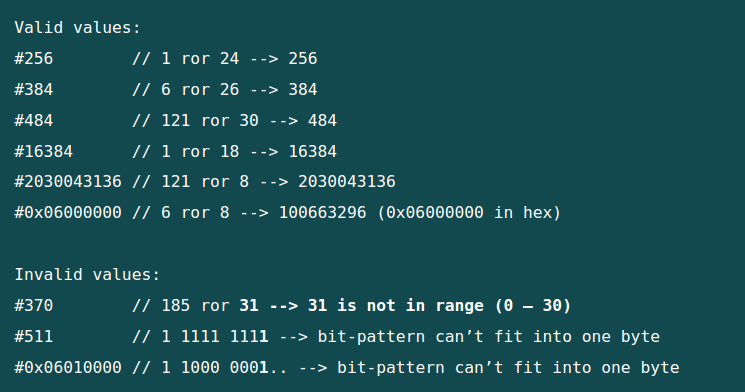 Valid values:
#256        // 1 ror 24 --> 256
#384        // 6 ror 26 --> 384
#484        // 121 ror 30 --> 484
#16384      // 1 ror 18 --> 16384
#2030043136 // 121 ror 8 --> 2030043136
#0x06000000 // 6 ror 8 --> 100663296 (0x06000000 in hex)

Invalid values:
#370        // 185 ror 31 --> 31 is not in range (0 – 30)
#511        // 1 1111 1111 --> bit-pattern can’t fit into one byte
#0x06010000 // 1 1000 0001.. --> bit-pattern can’t fit into one byte